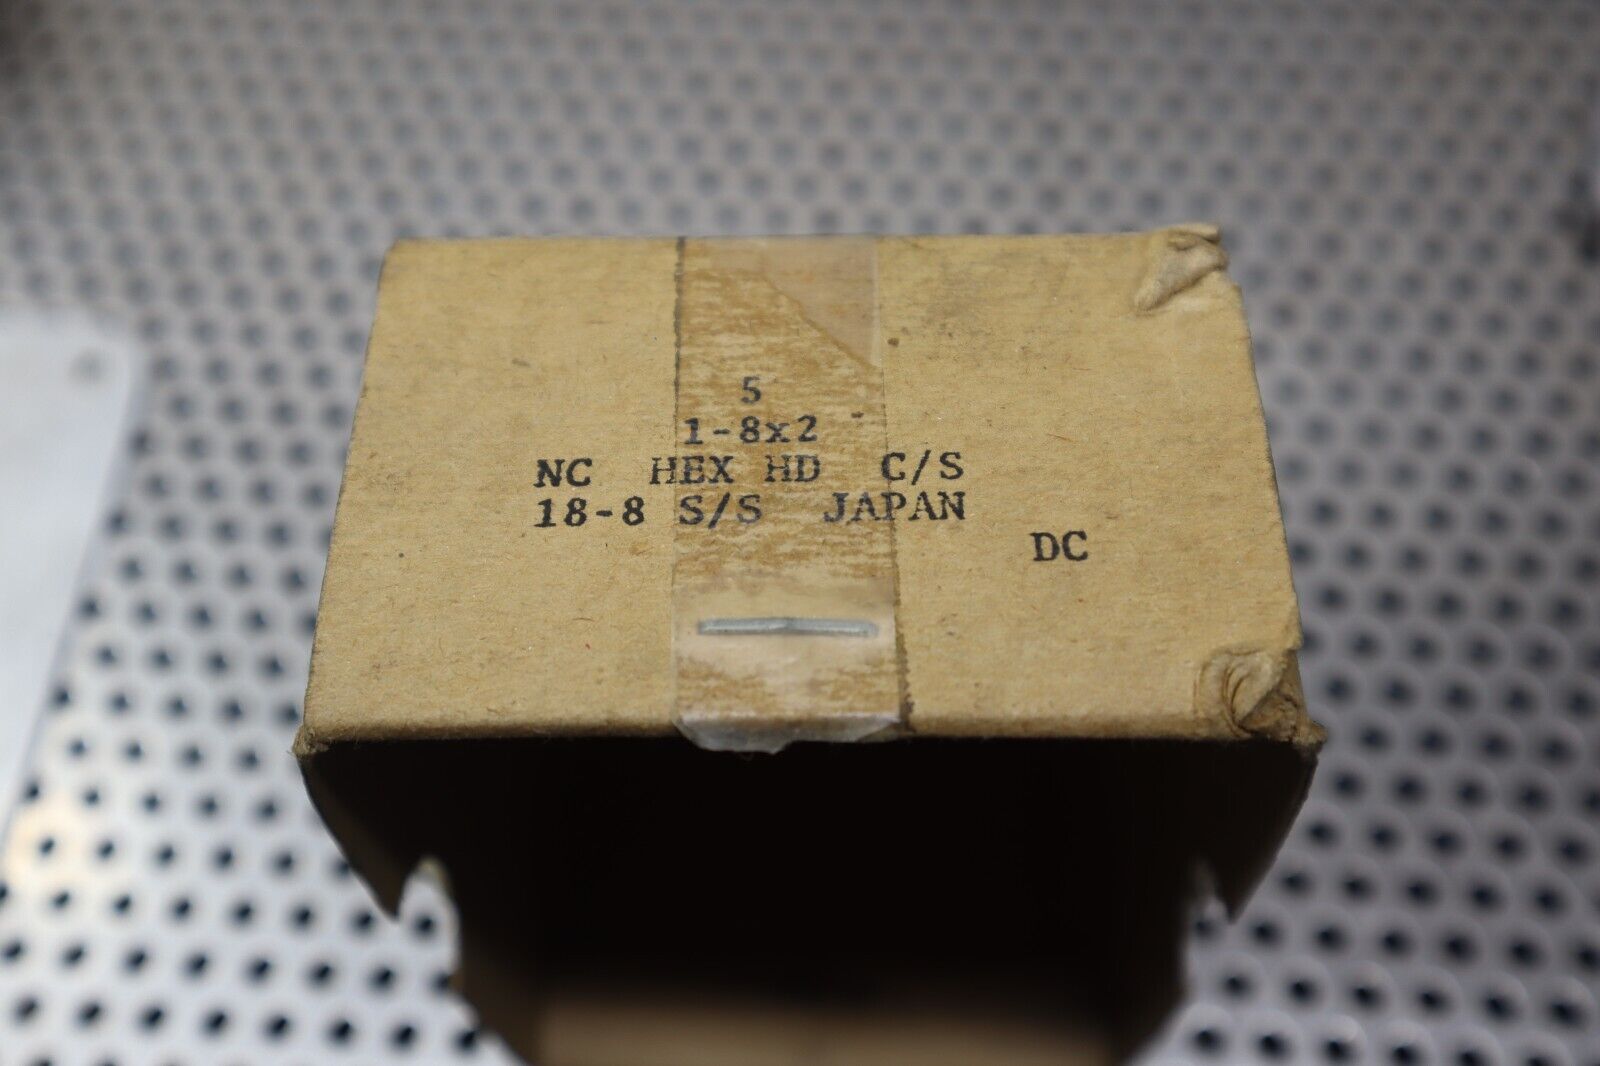 5
1-8x2
NC HEX HD C/S
18-8 S/S JAPAN
DC